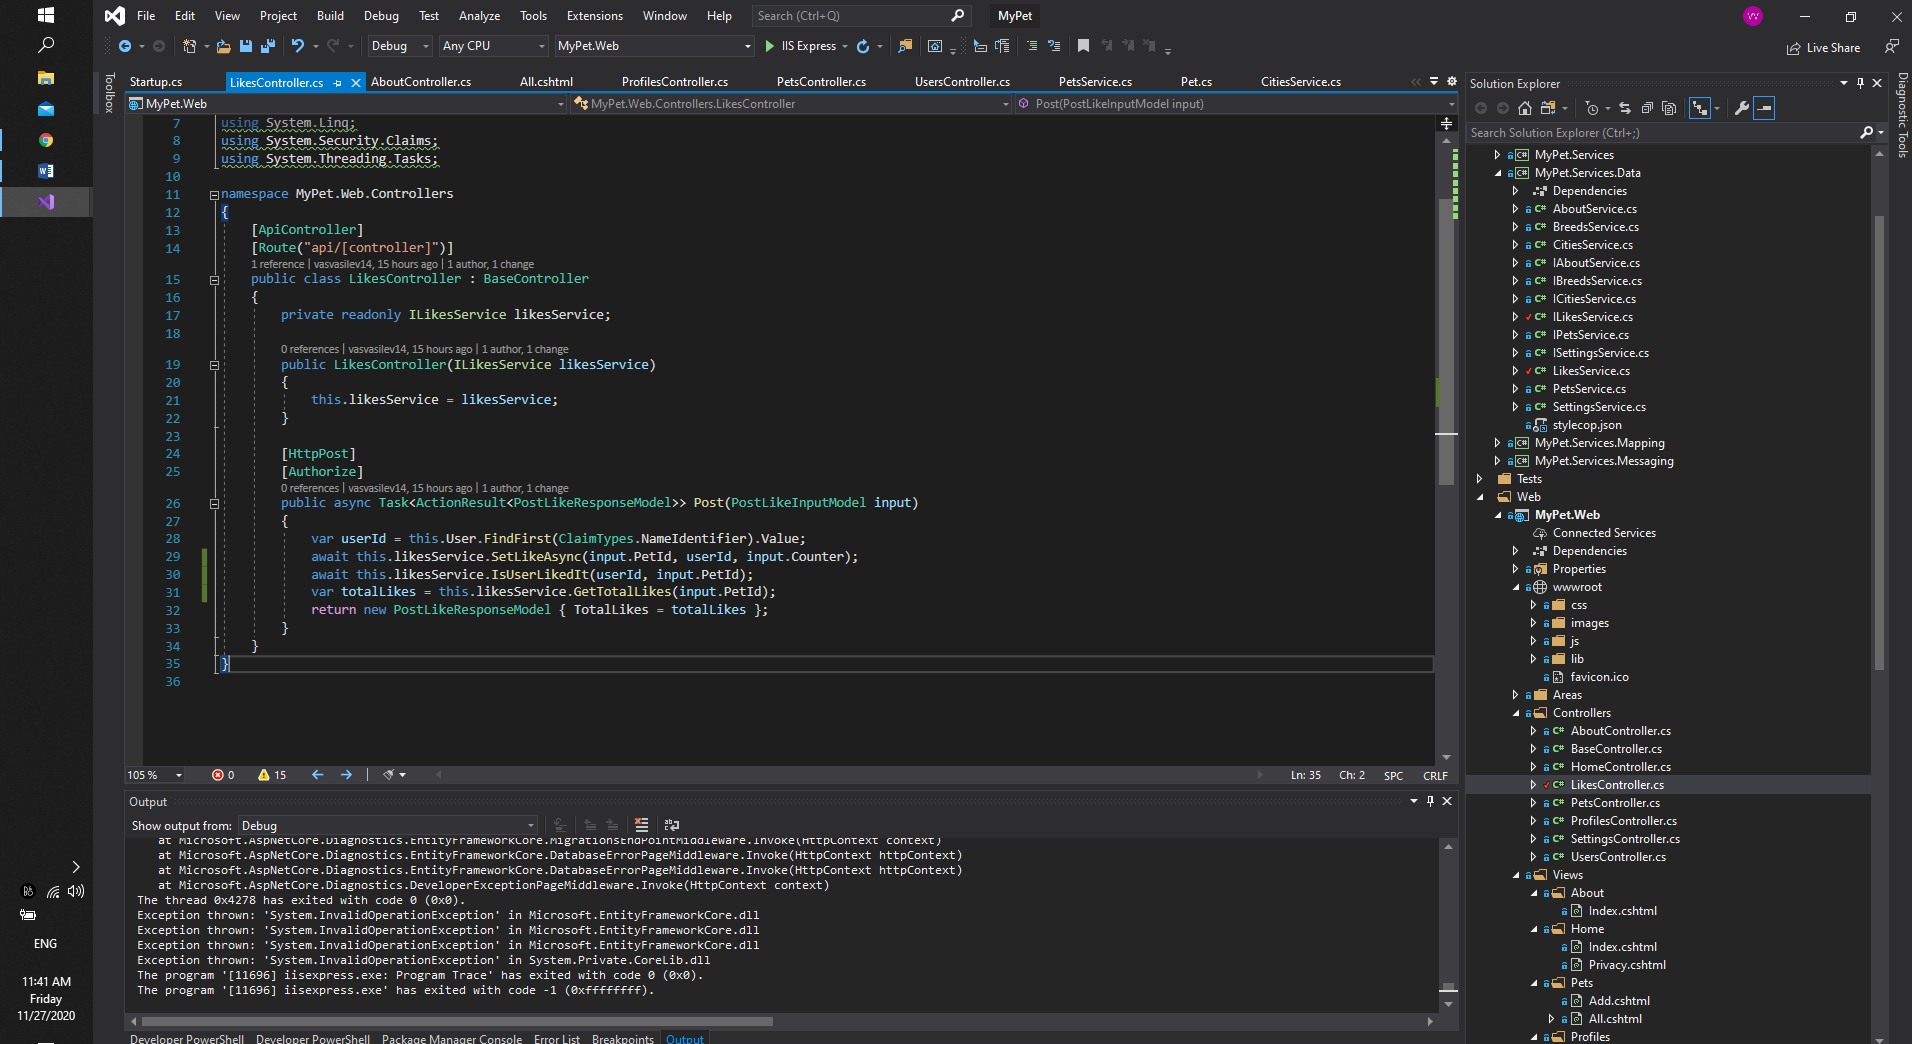 File Edit View Project Build Debug Test Analyze Tools Extensions Window Help Search (Ctrl+Q) MyPet
Debug Any CPU MyPet.Web IIS Express Live Share
Toolbox
Startup.cs LikesController.cs AboutController.cs All.cshtml ProfilesController.cs PetsController.cs UsersController.cs PetsService.cs Pet.cs CitiesService.cs
MyPet.Web MyPet.Web.Controllers.LikesController Post(PostLikeInputModel input)
7 using System.Linq;
8 using System.Security.Claims;
9 using System.Threading.Tasks;
10
11 namespace MyPet.Web.Controllers
12 {
13 [ApiController]
14 [Route("api/[controller]")]
1 reference | vasvasilev14, 15 hours ago | 1 author, 1 change
15 public class LikesController : BaseController
16 {
17 private readonly ILikesService likesService;
18
0 references | vasvasilev14, 15 hours ago | 1 author, 1 change
19 public LikesController(ILikesService likesService)
20 {
21 this.likesService = likesService;
22 }
23
24 [HttpPost]
25 [Authorize]
0 references | vasvasilev14, 15 hours ago | 1 author, 1 change
26 public async Task<ActionResult<PostLikeResponseModel>> Post(PostLikeInputModel input)
27 {
28 var userId = this.User.FindFirst(ClaimTypes.NameIdentifier).Value;
29 await this.likesService.SetLikeAsync(input.PetId, userId, input.Counter);
30 await this.likesService.IsUserLikedIt(userId, input.PetId);
31 var totalLikes = this.likesService.GetTotalLikes(input.PetId);
32 return new PostLikeResponseModel { TotalLikes = totalLikes };
33 }
34 }
35 }
36
105 % 0 15 Ln: 35 Ch: 2 SPC CRLF
Output
Show output from: Debug
at Microsoft.AspNetCore.Diagnostics.EntityFrameworkCore.MigrationsEndPointMiddleware.Invoke(HttpContext context)
at Microsoft.AspNetCore.Diagnostics.EntityFrameworkCore.DatabaseErrorPageMiddleware.Invoke(HttpContext httpContext)
at Microsoft.AspNetCore.Diagnostics.EntityFrameworkCore.DatabaseErrorPageMiddleware.Invoke(HttpContext httpContext)
at Microsoft.AspNetCore.Diagnostics.DeveloperExceptionPageMiddleware.Invoke(HttpContext context)
The thread 0x4278 has exited with code 0 (0x0).
Exception thrown: 'System.InvalidOperationException' in Microsoft.EntityFrameworkCore.dll
Exception thrown: 'System.InvalidOperationException' in Microsoft.EntityFrameworkCore.dll
Exception thrown: 'System.InvalidOperationException' in Microsoft.EntityFrameworkCore.dll
Exception thrown: 'System.InvalidOperationException' in System.Private.CoreLib.dll
The program '[11696] iisexpress.exe: Program Trace' has exited with code 0 (0x0).
The program '[11696] iisexpress.exe' has exited with code -1 (0xffffffff).
Developer PowerShell Developer PowerShell Package Manager Console Error List Breakpoints Output
Solution Explorer
Search Solution Explorer (Ctrl+;)
MyPet.Services
MyPet.Services.Data
Dependencies
AboutService.cs
BreedsService.cs
CitiesService.cs
IAboutService.cs
IBreedsService.cs
ICitiesService.cs
ILikesService.cs
IPetsService.cs
ISettingsService.cs
LikesService.cs
PetsService.cs
SettingsService.cs
stylecop.json
MyPet.Services.Mapping
MyPet.Services.Messaging
Tests
Web
MyPet.Web
Connected Services
Dependencies
Properties
wwwroot
css
images
js
lib
favicon.ico
Areas
Controllers
AboutController.cs
BaseController.cs
HomeController.cs
LikesController.cs
PetsController.cs
ProfilesController.cs
SettingsController.cs
UsersController.cs
Views
About
Index.cshtml
Home
Index.cshtml
Privacy.cshtml
Pets
Add.cshtml
All.cshtml
Profiles
Diagnostic Tools
ENG
11:41 AM
Friday
11/27/2020